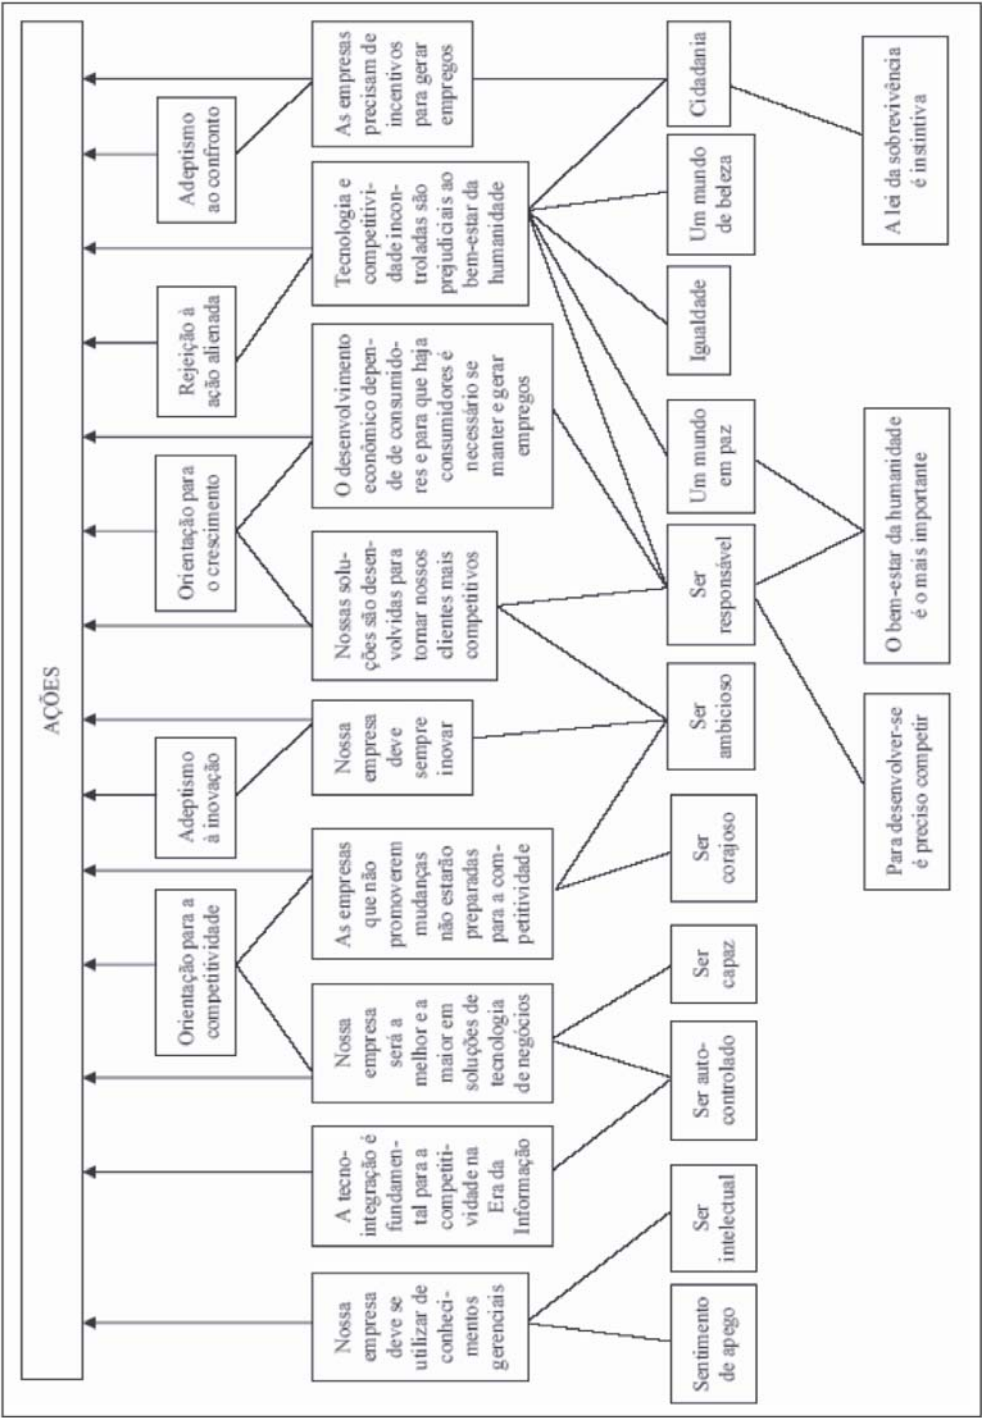 AÇÕES
Orientação para a
competitividade
Adeptismo
à inovação
Orientação para
o crescimento
Rejeição à
ação alienada
Adeptismo
ao confronto
Nossa
empresa
deve se
utilizar de
conheci-
mentos
gerenciais
A tecno-
integração é
fundamen-
tal para a
competiti-
vidade na
Era da
Informação
Nossa
empresa
será a
melhor e a
maior em
soluções de
tecnologia
de negócios
As empresas
que não
promoverem
mudanças
não estarão
preparadas
para a com-
petitividade
Nossa
empresa
deve
sempre
inovar
Nossas solu-
ções são desen-
volvidas para
tornar nossos
clientes mais
competitivos
O desenvolvimento
econômico depen-
de de consumido-
res e para que haja
consumidores é
necessário se
manter e gerar
empregos
Tecnologia e
competitivi-
dade incon-
troladas são
prejudiciais ao
bem-estar da
humanidade
As empresas
precisam de
incentivos
para gerar
empregos
Sentimento
de apego
Ser
intelectual
Ser auto-
controlado
Ser
capaz
Ser
corajoso
Ser
ambicioso
Ser
responsável
Um mundo
em paz
Igualdade
Um mundo
de beleza
Cidadania
Para desenvolver-se
é preciso competir
O bem-estar da humanidade
é o mais importante
A lei da sobrevivência
é instintiva